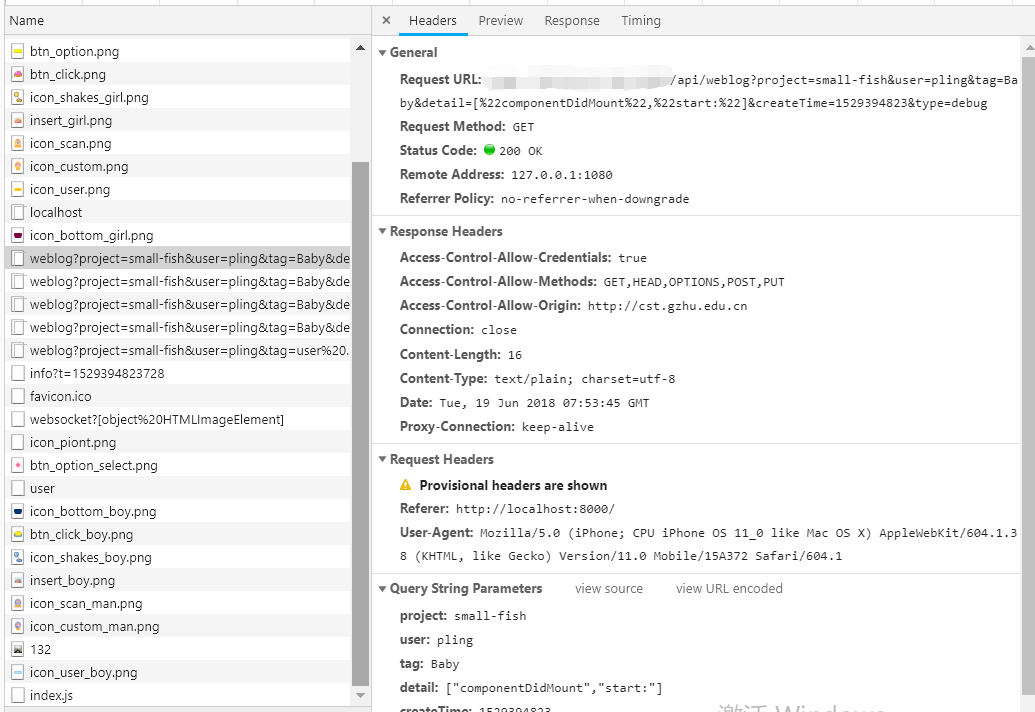 Name
btn_option.png
btn_click.png
icon_shakes_girl.png
insert_girl.png
icon_scan.png
icon_custom.png
icon_user.png
localhost
icon_bottom_girl.png
weblog?project=small-fish&user=pling&tag=Baby&de
weblog?project=small-fish&user=pling&tag=Baby&de
weblog?project=small-fish&user=pling&tag=Baby&de
weblog?project=small-fish&user=pling&tag=Baby&de
weblog?project=small-fish&user=pling&tag=user%20.
info?t=1529394823728
favicon.ico
websocket?[object%20HTMLImageElement]
icon_piont.png
btn_option_select.png
user
icon_bottom_boy.png
btn_click_boy.png
icon_shakes_boy.png
insert_boy.png
icon_scan_man.png
icon_custom_man.png
132
icon_user_boy.png
index.js
× Headers Preview Response Timing
General
Request URL: /api/weblog?project=small-fish&user=pling&tag=Ba
by&detail=[%22componentDidMount%22,%22start:%22]&createTime=1529394823&type=debug
Request Method: GET
Status Code: 200 OK
Remote Address: 127.0.0.1:1080
Referrer Policy: no-referrer-when-downgrade
Response Headers
Access-Control-Allow-Credentials: true
Access-Control-Allow-Methods: GET,HEAD,OPTIONS,POST,PUT
Access-Control-Allow-Origin: http://cst.gzhu.edu.cn
Connection: close
Content-Length: 16
Content-Type: text/plain; charset=utf-8
Date: Tue, 19 Jun 2018 07:53:45 GMT
Proxy-Connection: keep-alive
Request Headers
Provisional headers are shown
Referer: http://localhost:8000/
User-Agent: Mozilla/5.0 (iPhone; CPU iPhone OS 11_0 like Mac OS X) AppleWebKit/604.1.3
8 (KHTML, like Gecko) Version/11.0 Mobile/15A372 Safari/604.1
Query String Parameters view source view URL encoded
project: small-fish
user: pling
tag: Baby
detail: ["componentDidMount","start:"]
createTime: 1529394823
激活 Windows